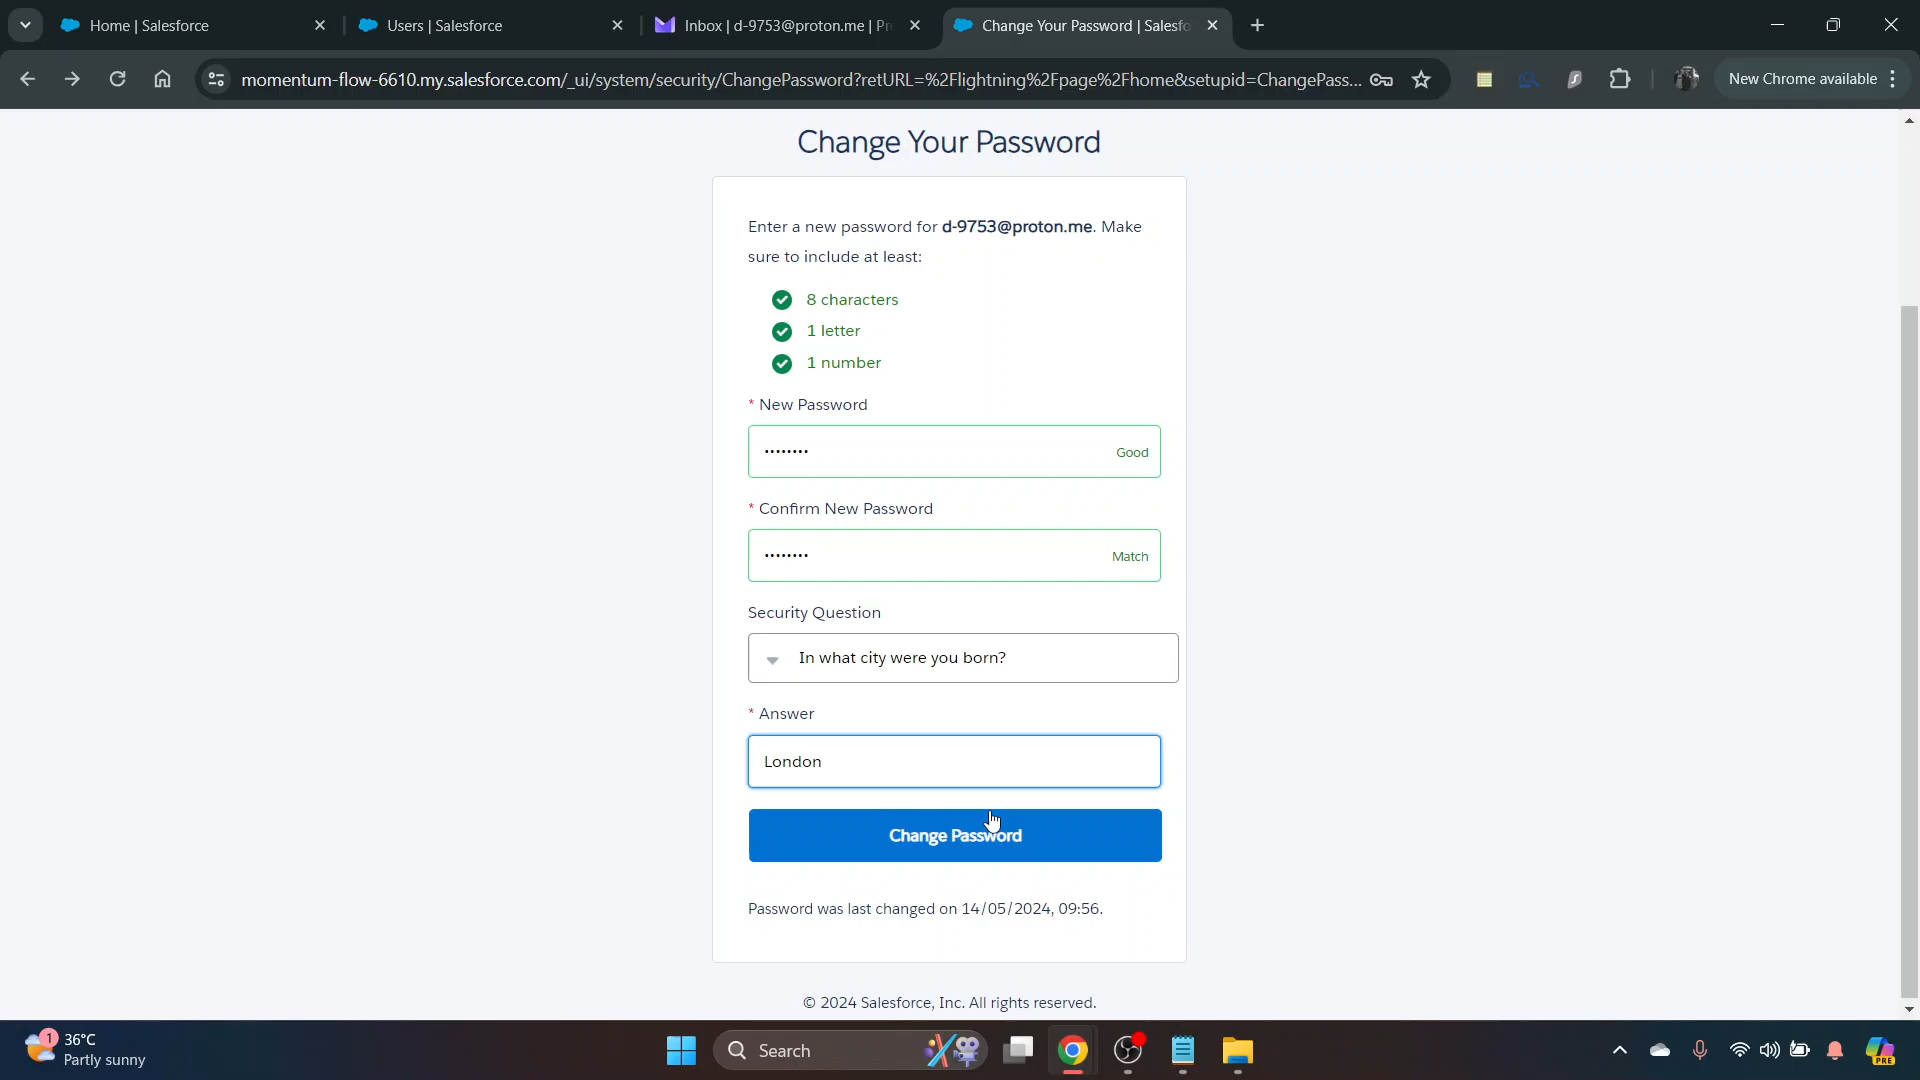 Home | Salesforce
Users | Salesforce
Inbox | d-9753@proton.me | Pr
Change Your Password | Salesfo
momentum-flow-6610.my.salesforce.com/_ui/system/security/ChangePassword?retURL=%2Flightning%2Fpage%2Fhome&setupid=ChangePass...
New Chrome available
Change Your Password
Enter a new password for d-9753@proton.me. Make
sure to include at least:
8 characters
1 letter
1 number
* New Password
•••••••• Good
* Confirm New Password
•••••••• Match
Security Question
In what city were you born?
* Answer
London
Change Password
Password was last changed on 14/05/2024, 09:56.
© 2024 Salesforce, Inc. All rights reserved.
1
36°C
Partly sunny
Search
PRE